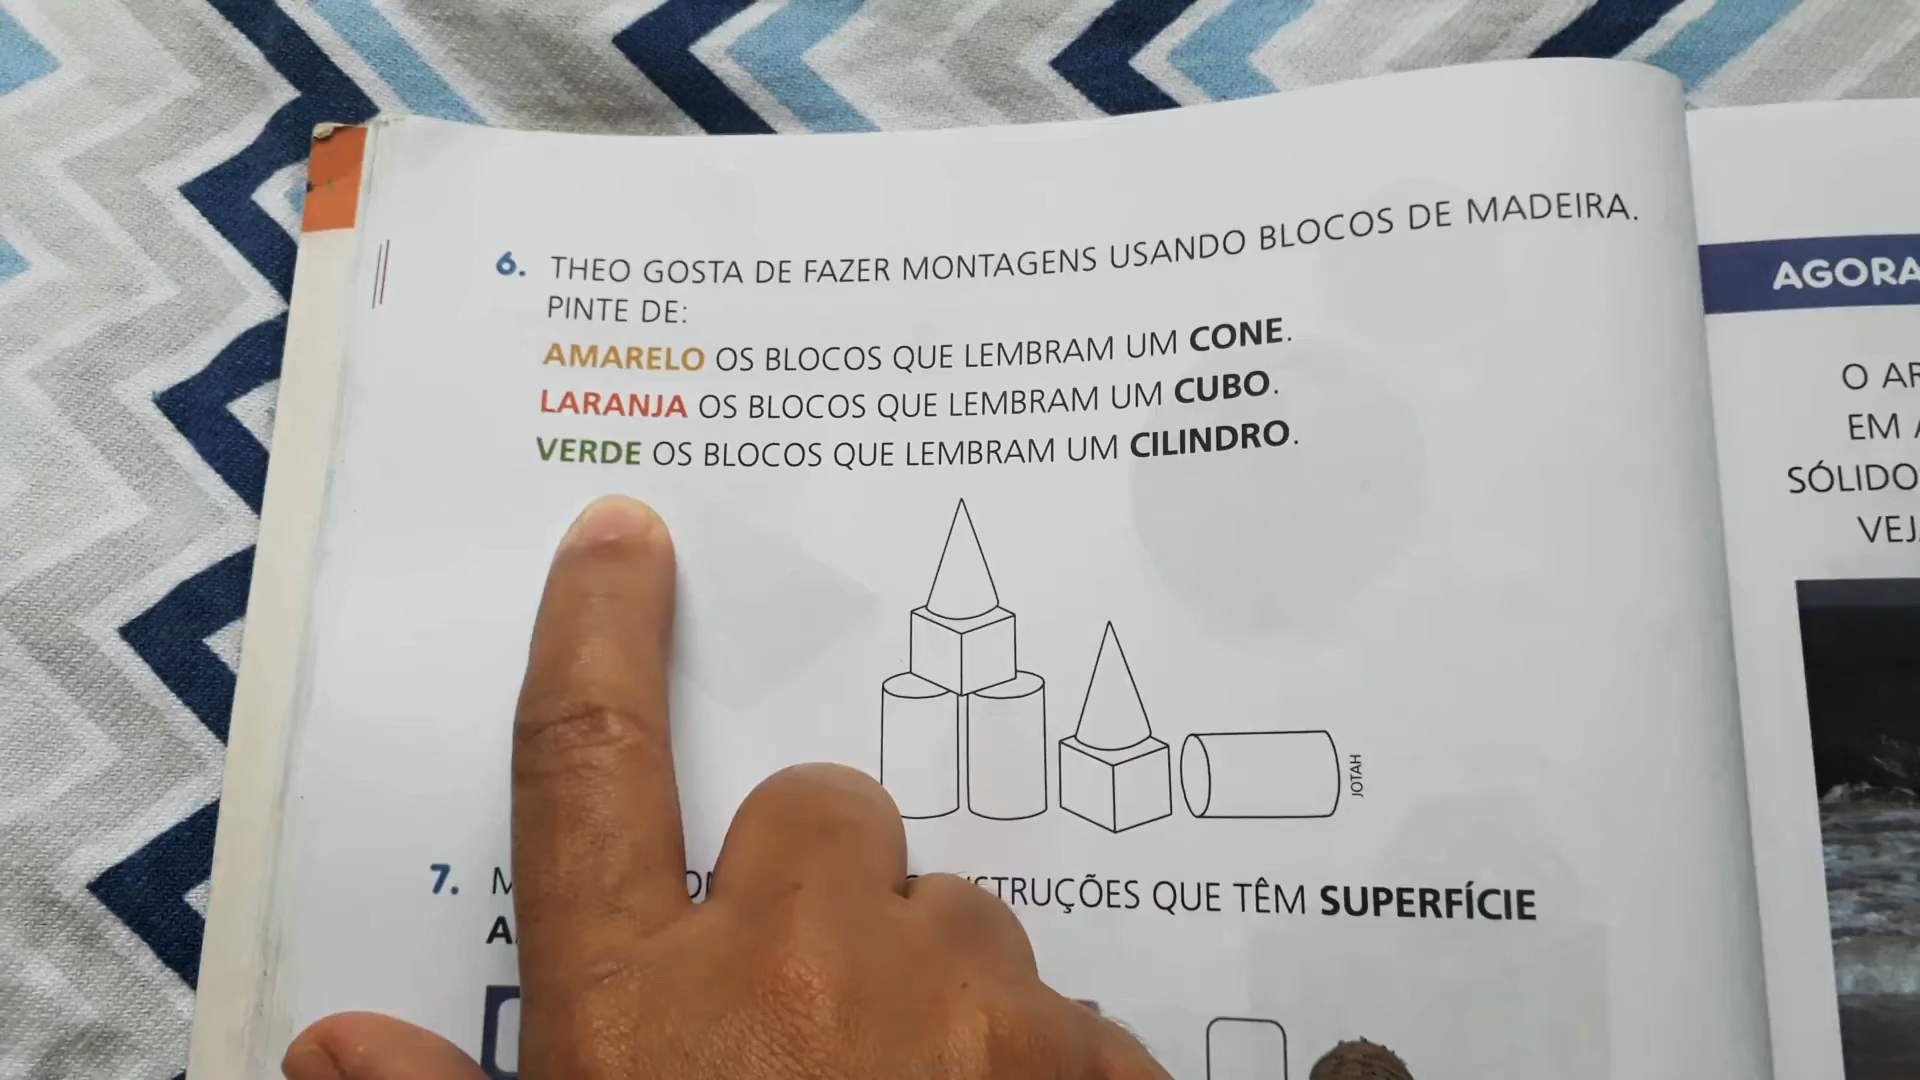 6. THEO GOSTA DE FAZER MONTAGENS USANDO BLOCOS DE MADEIRA.
PINTE DE:
AMARELO OS BLOCOS QUE LEMBRAM UM CONE.
LARANJA OS BLOCOS QUE LEMBRAM UM CUBO.
VERDE OS BLOCOS QUE LEMBRAM UM CILINDRO.
JOTAH
7. QUE TÊM SUPERFÍCIE
AGORA
O
EM
VEJ